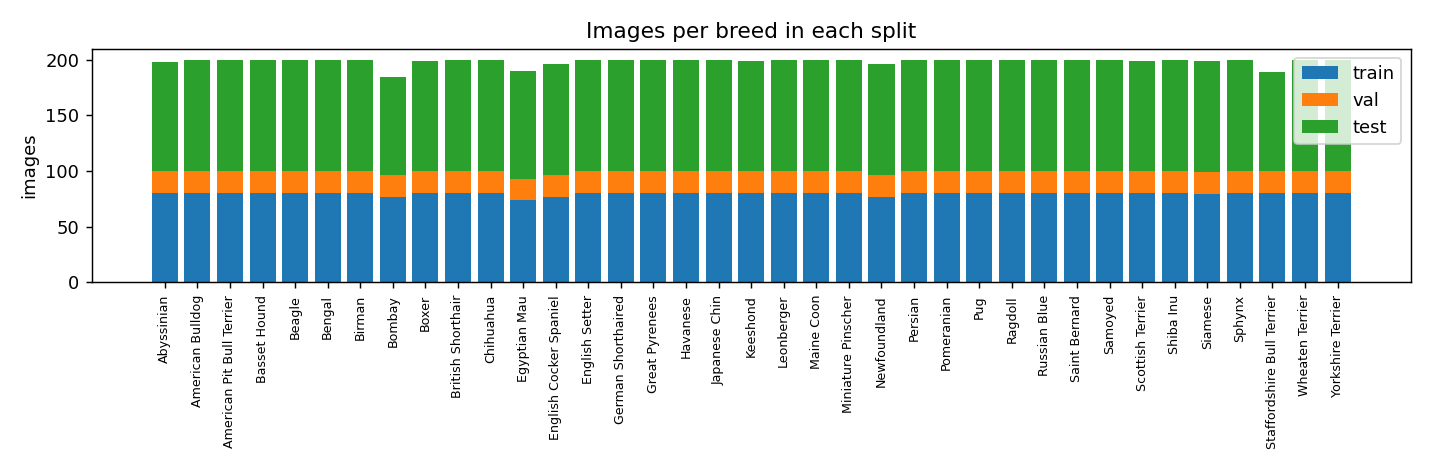 Images per breed in each split
images
200
150
100
50
0
train
val
test
Abyssinian
American Bulldog
American Pit Bull Terrier
Basset Hound
Beagle
Bengal
Birman
Bombay
Boxer
British Shorthair
Chihuahua
Egyptian Mau
English Cocker Spaniel
English Setter
German Shorthaired
Great Pyrenees
Havanese
Japanese Chin
Keeshond
Leonberger
Maine Coon
Miniature Pinscher
Newfoundland
Persian
Pomeranian
Pug
Ragdoll
Russian Blue
Saint Bernard
Samoyed
Scottish Terrier
Shiba Inu
Siamese
Sphynx
Staffordshire Bull Terrier
Wheaten Terrier
Yorkshire Terrier